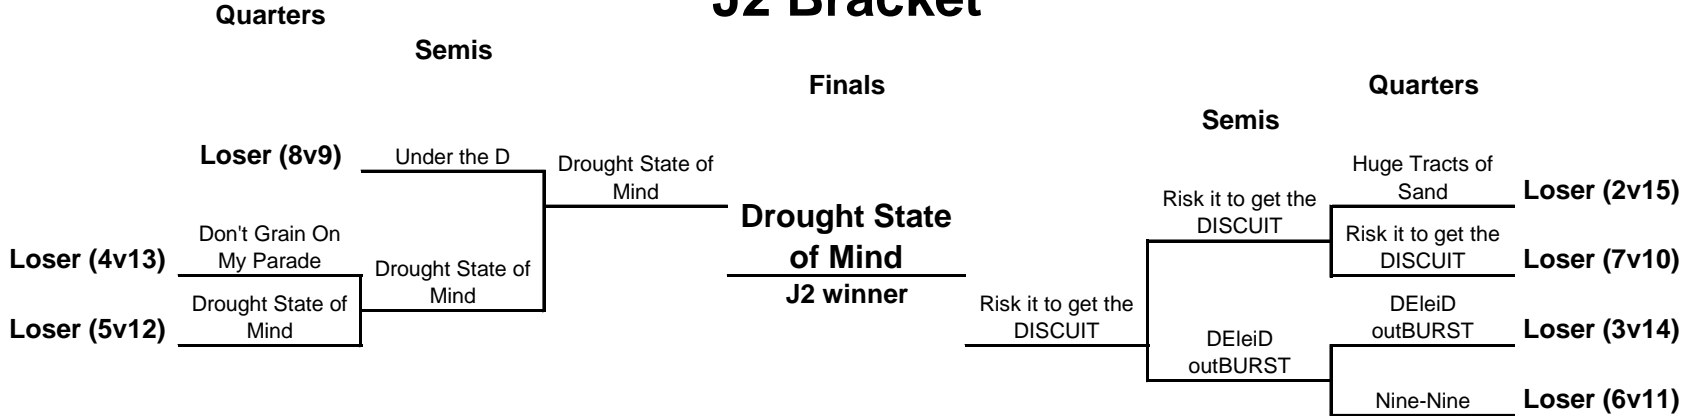 J2 Bracket
Quarters
Semis
Finals
Quarters
Semis
Loser (8v9)
Under the D
Drought State of
Mind
Don't Grain On
My Parade
Loser (4v13)
Drought State of
Mind
Drought State of
Mind
Loser (5v12)
Drought State
of Mind
J2 winner
Risk it to get the
DISCUIT
Risk it to get the
DISCUIT
Huge Tracts of
Sand
Loser (2v15)
Risk it to get the
DISCUIT
Loser (7v10)
DEleiD
outBURST
DEleiD
outBURST
Loser (3v14)
Nine-Nine
Loser (6v11)